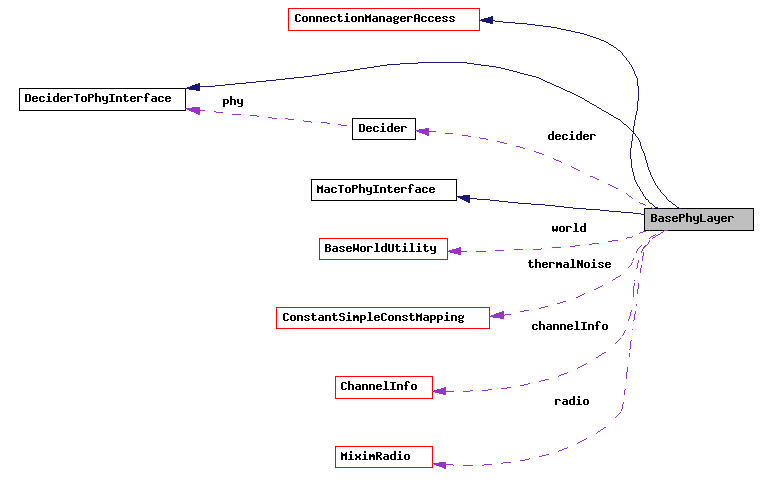 ConnectionManagerAccess
DeciderToPhyInterface
phy
Decider
decider
MacToPhyInterface
BasePhyLayer
world
BaseWorldUtility
thermalNoise
ConstantSimpleConstMapping
channelInfo
ChannelInfo
radio
MiximRadio